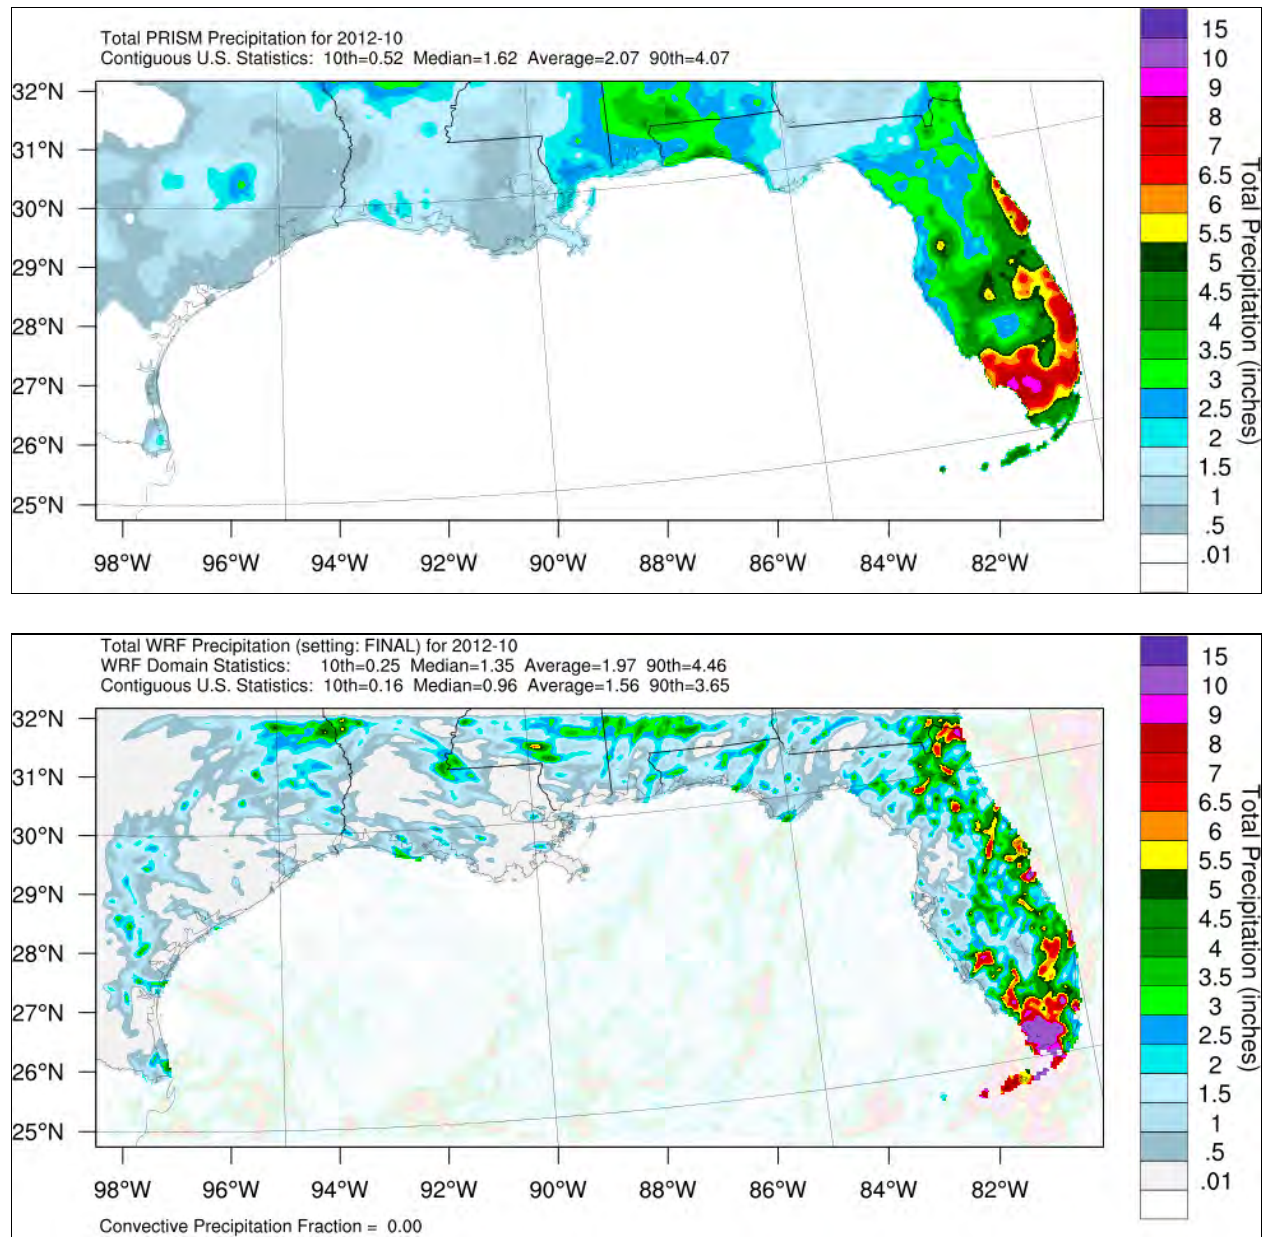 Total PRISM Precipitation for 2012-10
Contiguous U.S. Statistics: 10th=0.52 Median=1.62 Average=2.07 90th=4.07
32°N
31°N
30°N
29°N
28°N
27°N
26°N
25°N
98°W 96°W 94°W 92°W 90°W 88°W 86°W 84°W 82°W
15
10
9
8
7
6.5
6
5.5
5
4.5
4
3.5
3
2.5
2
1.5
1
.5
.01
Total Precipitation (inches)
Total WRF Precipitation (setting: FINAL) for 2012-10
WRF Domain Statistics: 10th=0.25 Median=1.35 Average=1.97 90th=4.46
Contiguous U.S. Statistics: 10th=0.16 Median=0.96 Average=1.56 90th=3.65
32°N
31°N
30°N
29°N
28°N
27°N
26°N
25°N
98°W 96°W 94°W 92°W 90°W 88°W 86°W 84°W 82°W
15
10
9
8
7
6.5
6
5.5
5
4.5
4
3.5
3
2.5
2
1.5
1
.5
.01
Total Precipitation (inches)
Convective Precipitation Fraction = 0.00